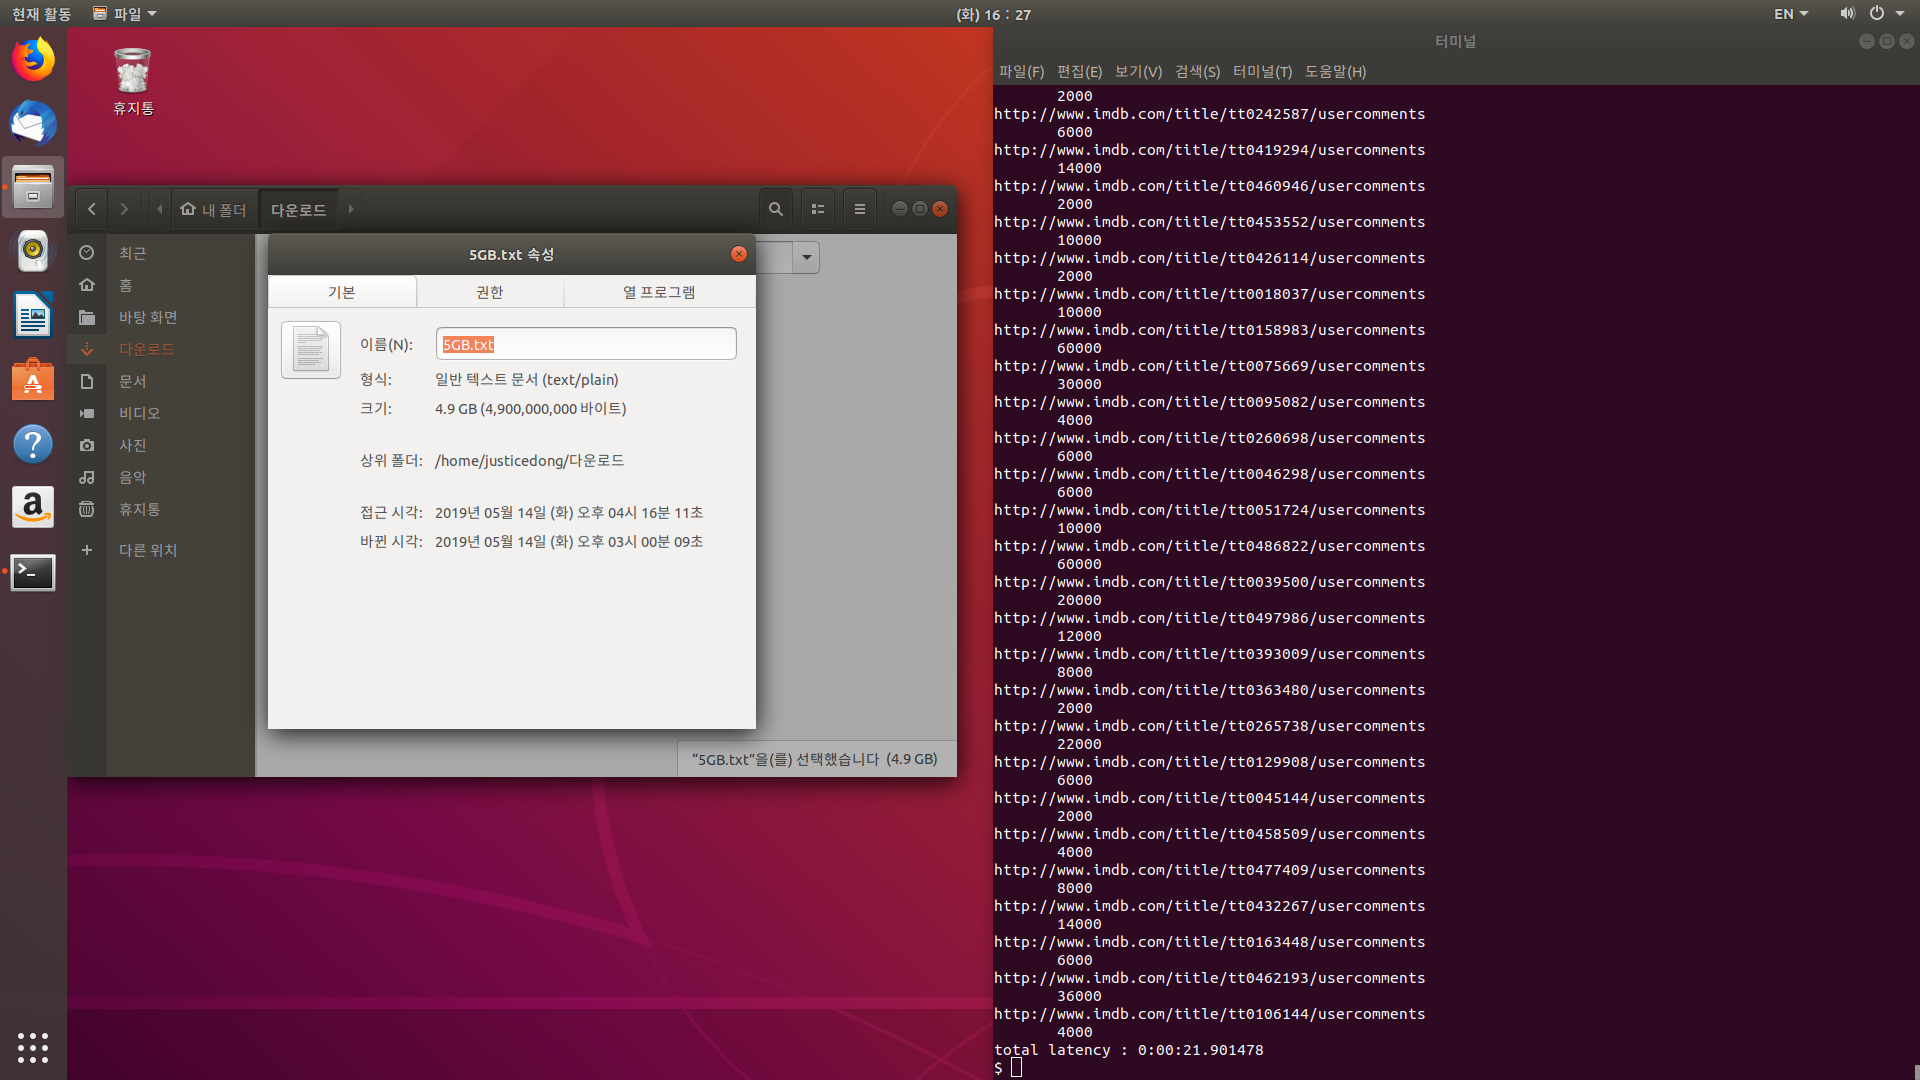 현재 활동
파일
(화) 16 : 27
EN
휴지통
내 폴더
다운로드
최근
홈
바탕 화면
다운로드
문서
비디오
사진
음악
휴지통
다른 위치
5GB.txt 속성
기본
권한
열 프로그램
이름(N):
5GB.txt
형식:
일반 텍스트 문서 (text/plain)
크기:
4.9 GB (4,900,000,000 바이트)
상위 폴더:
/home/justicedong/다운로드
접근 시각:
2019년 05월 14일 (화) 오후 04시 16분 11초
바뀐 시각:
2019년 05월 14일 (화) 오후 03시 00분 09초
“5GB.txt”을(를) 선택했습니다 (4.9 GB)
터미널
파일(F) 편집(E) 보기(V) 검색(S) 터미널(T) 도움말(H)
2000
http://www.imdb.com/title/tt0242587/usercomments
6000
http://www.imdb.com/title/tt0419294/usercomments
14000
http://www.imdb.com/title/tt0460946/usercomments
2000
http://www.imdb.com/title/tt0453552/usercomments
10000
http://www.imdb.com/title/tt0426114/usercomments
2000
http://www.imdb.com/title/tt0018037/usercomments
10000
http://www.imdb.com/title/tt0158983/usercomments
60000
http://www.imdb.com/title/tt0075669/usercomments
30000
http://www.imdb.com/title/tt0095082/usercomments
4000
http://www.imdb.com/title/tt0260698/usercomments
6000
http://www.imdb.com/title/tt0046298/usercomments
6000
http://www.imdb.com/title/tt0051724/usercomments
10000
http://www.imdb.com/title/tt0486822/usercomments
60000
http://www.imdb.com/title/tt0039500/usercomments
20000
http://www.imdb.com/title/tt0497986/usercomments
12000
http://www.imdb.com/title/tt0393009/usercomments
8000
http://www.imdb.com/title/tt0363480/usercomments
2000
http://www.imdb.com/title/tt0265738/usercomments
22000
http://www.imdb.com/title/tt0129908/usercomments
6000
http://www.imdb.com/title/tt0045144/usercomments
2000
http://www.imdb.com/title/tt0458509/usercomments
4000
http://www.imdb.com/title/tt0477409/usercomments
8000
http://www.imdb.com/title/tt0432267/usercomments
14000
http://www.imdb.com/title/tt0163448/usercomments
6000
http://www.imdb.com/title/tt0462193/usercomments
36000
http://www.imdb.com/title/tt0106144/usercomments
4000
total latency : 0:00:21.901478
$